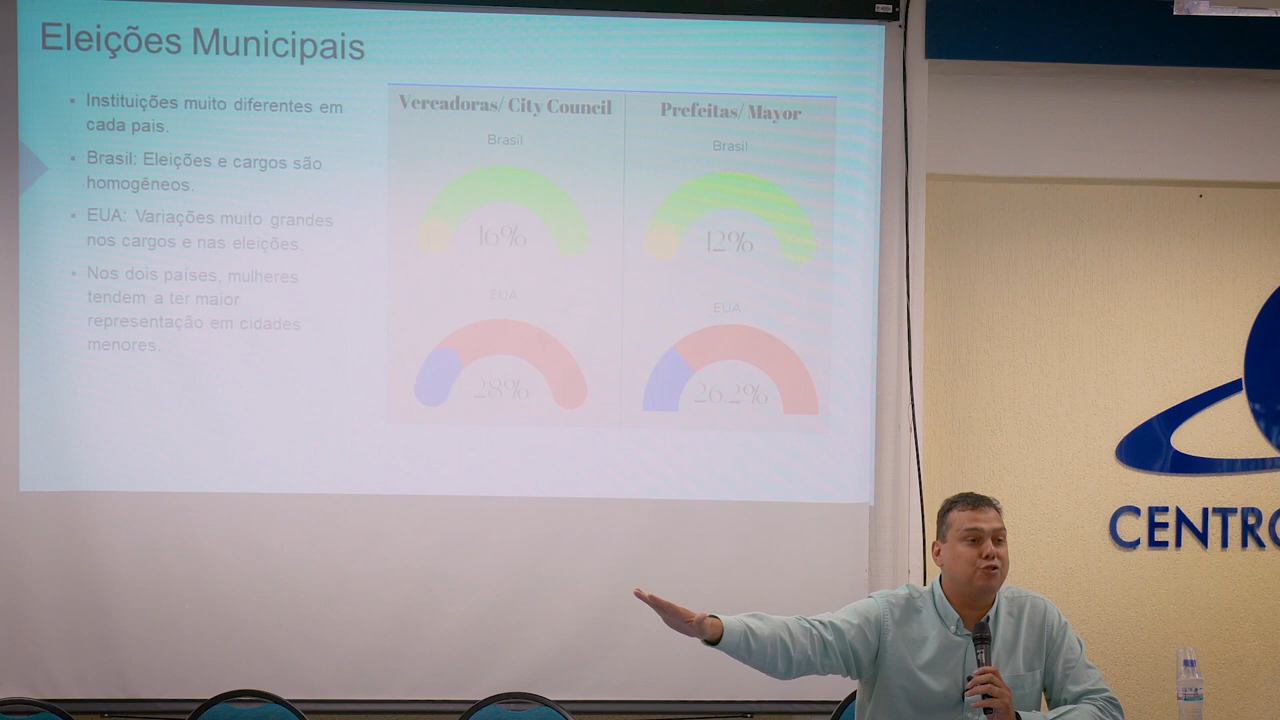 Eleições Municipais
Instituições muito diferentes em
cada pais.
Brasil: Eleições e cargos são
homogêneos.
EUA: Variações muito grandes
nos cargos e nas eleições.
Nos dois países, mulheres
tendem a ter maior
representação em cidades
menores.
Vereadoras/ City Council
Brasil
16%
EUA
28%
Prefeitas/ Mayor
Brasil
12%
EUA
26.2%
CENTRO